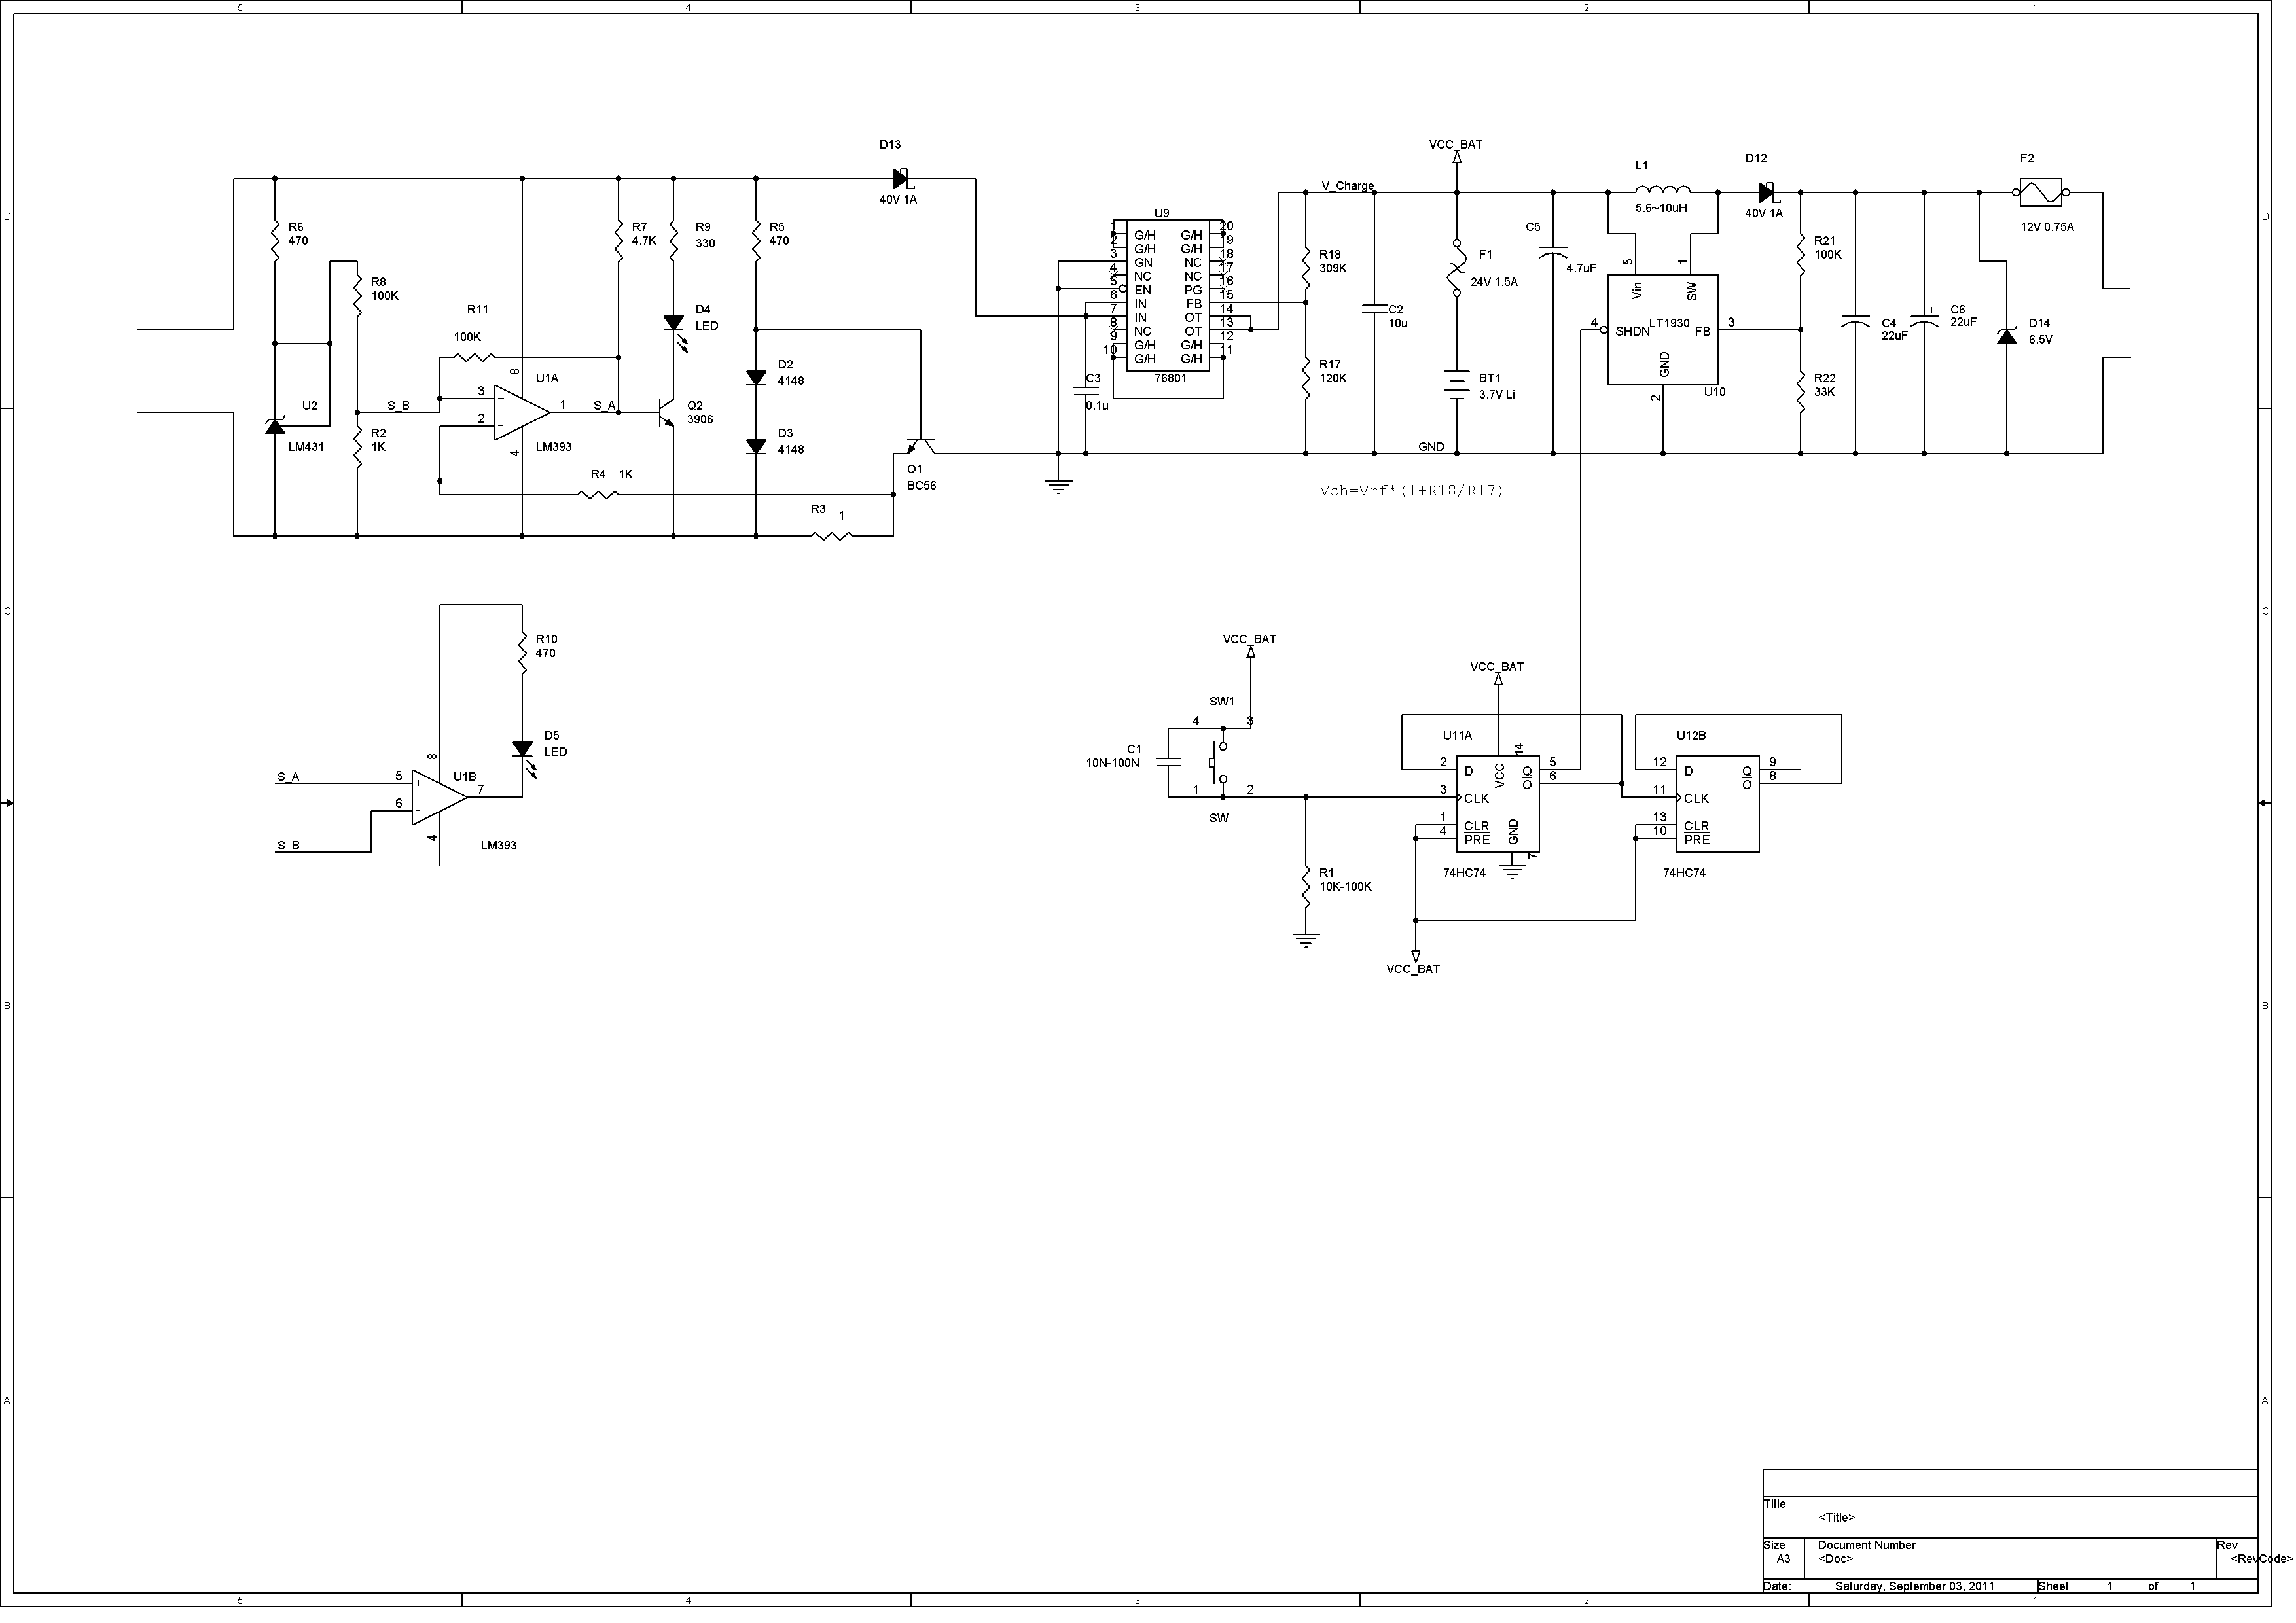 5 4 3 2 1
D
C
B
A
D
C
B
A
D13
40V 1A
R6
470
R8
100K
R11
100K
R7
4.7K
R9
330
R5
470
D4
LED
D2
4148
D3
4148
U2
LM431
R2
1K
S_B
3
2
+
-
8
4
1
U1A
LM393
S_A
Q2
3906
R4 1K
R3 1
Q1
BC56
U9
1 G/H G/H 20
2 G/H G/H 9
3 GN NC 18
4 NC NC 17
5 EN PG 16
6 IN FB 15
7 IN OT 14
8 NC OT 13
9 G/H G/H 12
10 G/H G/H 11
76801
C3
0.1u
V_Charge
R18
309K
R17
120K
C2
10u
VCC_BAT
F1
24V 1.5A
BT1
3.7V Li
GND
Vch=Vrf*(1+R18/R17)
C5
4.7uF
L1
5.6~10uH
D12
40V 1A
5
1
Vin
SW
4
SHDN
LT1930
FB
3
GND
2
U10
R21
100K
R22
33K
C4
22uF
+
C6
22uF
D14
6.5V
F2
12V 0.75A
R10
470
D5
LED
S_A
S_B
5
6
+
-
8
4
7
U1B
LM393
VCC_BAT
SW1
4
3
C1
10N-100N
1
2
SW
R1
10K-100K
VCC_BAT
U11A
14
VCC
2 D Q 5
Q 6
3 CLK
1 CLR
4 PRE
GND
7
74HC74
VCC_BAT
U12B
12 D Q 9
Q 8
11 CLK
13 CLR
10 PRE
74HC74
Title
<Title>
Size
A3
Document Number
<Doc>
Rev
<RevCode>
Date: Saturday, September 03, 2011 Sheet 1 of 1
5 4 3 2 1